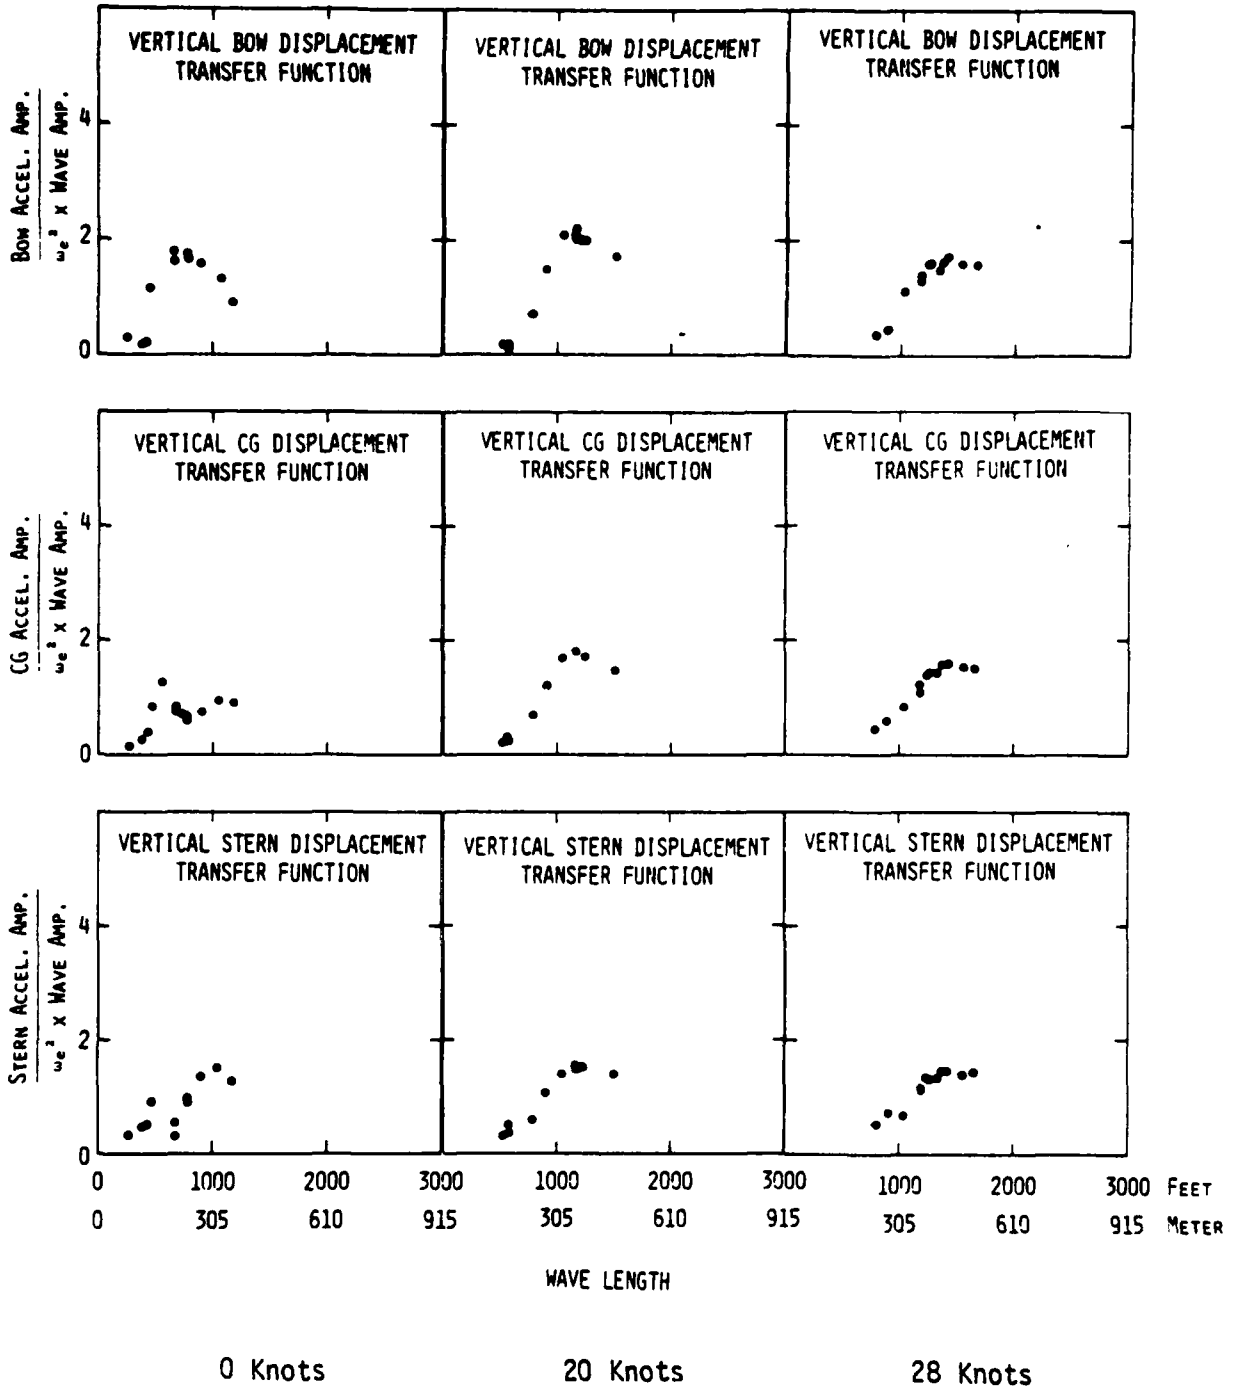 VERTICAL BOW DISPLACEMENT
TRANSFER FUNCTION
VERTICAL BOW DISPLACEMENT
TRANSFER FUNCTION
VERTICAL BOW DISPLACEMENT
TRANSFER FUNCTION
BOW ACCEL. AMP.
ωe² X WAVE AMP.
4
2
0
VERTICAL CG DISPLACEMENT
TRANSFER FUNCTION
VERTICAL CG DISPLACEMENT
TRANSFER FUNCTION
VERTICAL CG DISPLACEMENT
TRANSFER FUNCTION
CG ACCEL. AMP.
ωe² X WAVE AMP.
4
2
0
VERTICAL STERN DISPLACEMENT
TRANSFER FUNCTION
VERTICAL STERN DISPLACEMENT
TRANSFER FUNCTION
VERTICAL STERN DISPLACEMENT
TRANSFER FUNCTION
STERN ACCEL. AMP.
ωe² X WAVE AMP.
4
2
0
0 1000 2000 3000 1000 2000 3000 1000 2000 3000 FEET
0 305 610 915 305 610 915 305 610 915 METER
WAVE LENGTH
0 Knots 20 Knots 28 Knots